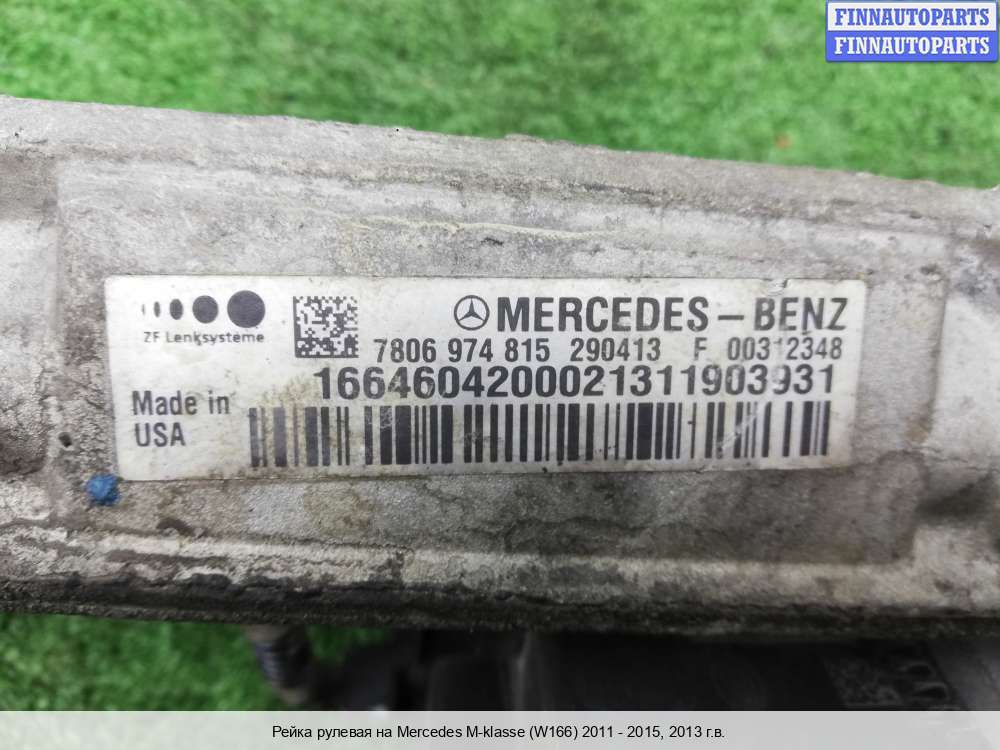 FINNAUTOPARTS
FINNAUTOPARTS
MERCEDES-BENZ
ZF Lenksysteme
7806 974 815 290413 F 00312348
1664604200021311903931
Made in
USA
Рейка рулевая на Mercedes M-klasse (W166) 2011 - 2015, 2013 г.в.